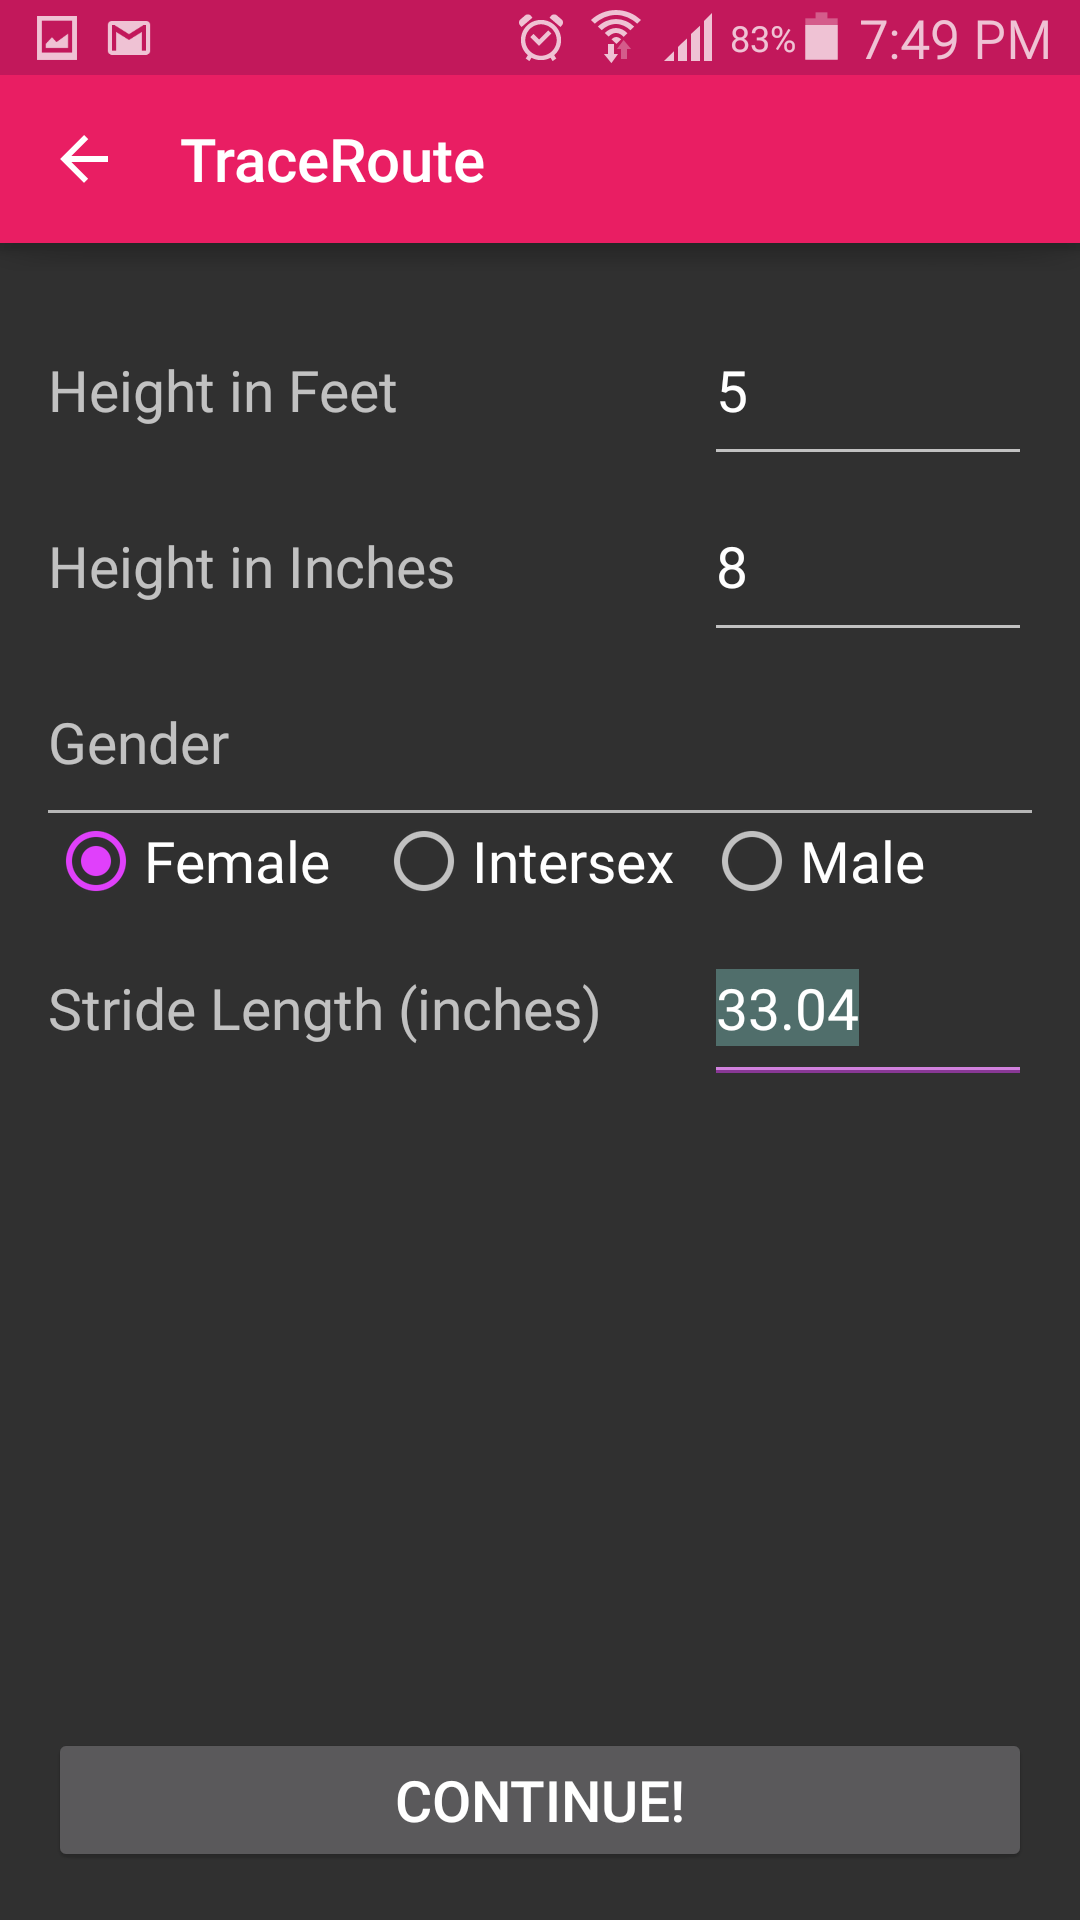 83% 7:49 PM
TraceRoute
Height in Feet 5
Height in Inches 8
Gender
Female Intersex Male
Stride Length (inches) 33.04
CONTINUE!